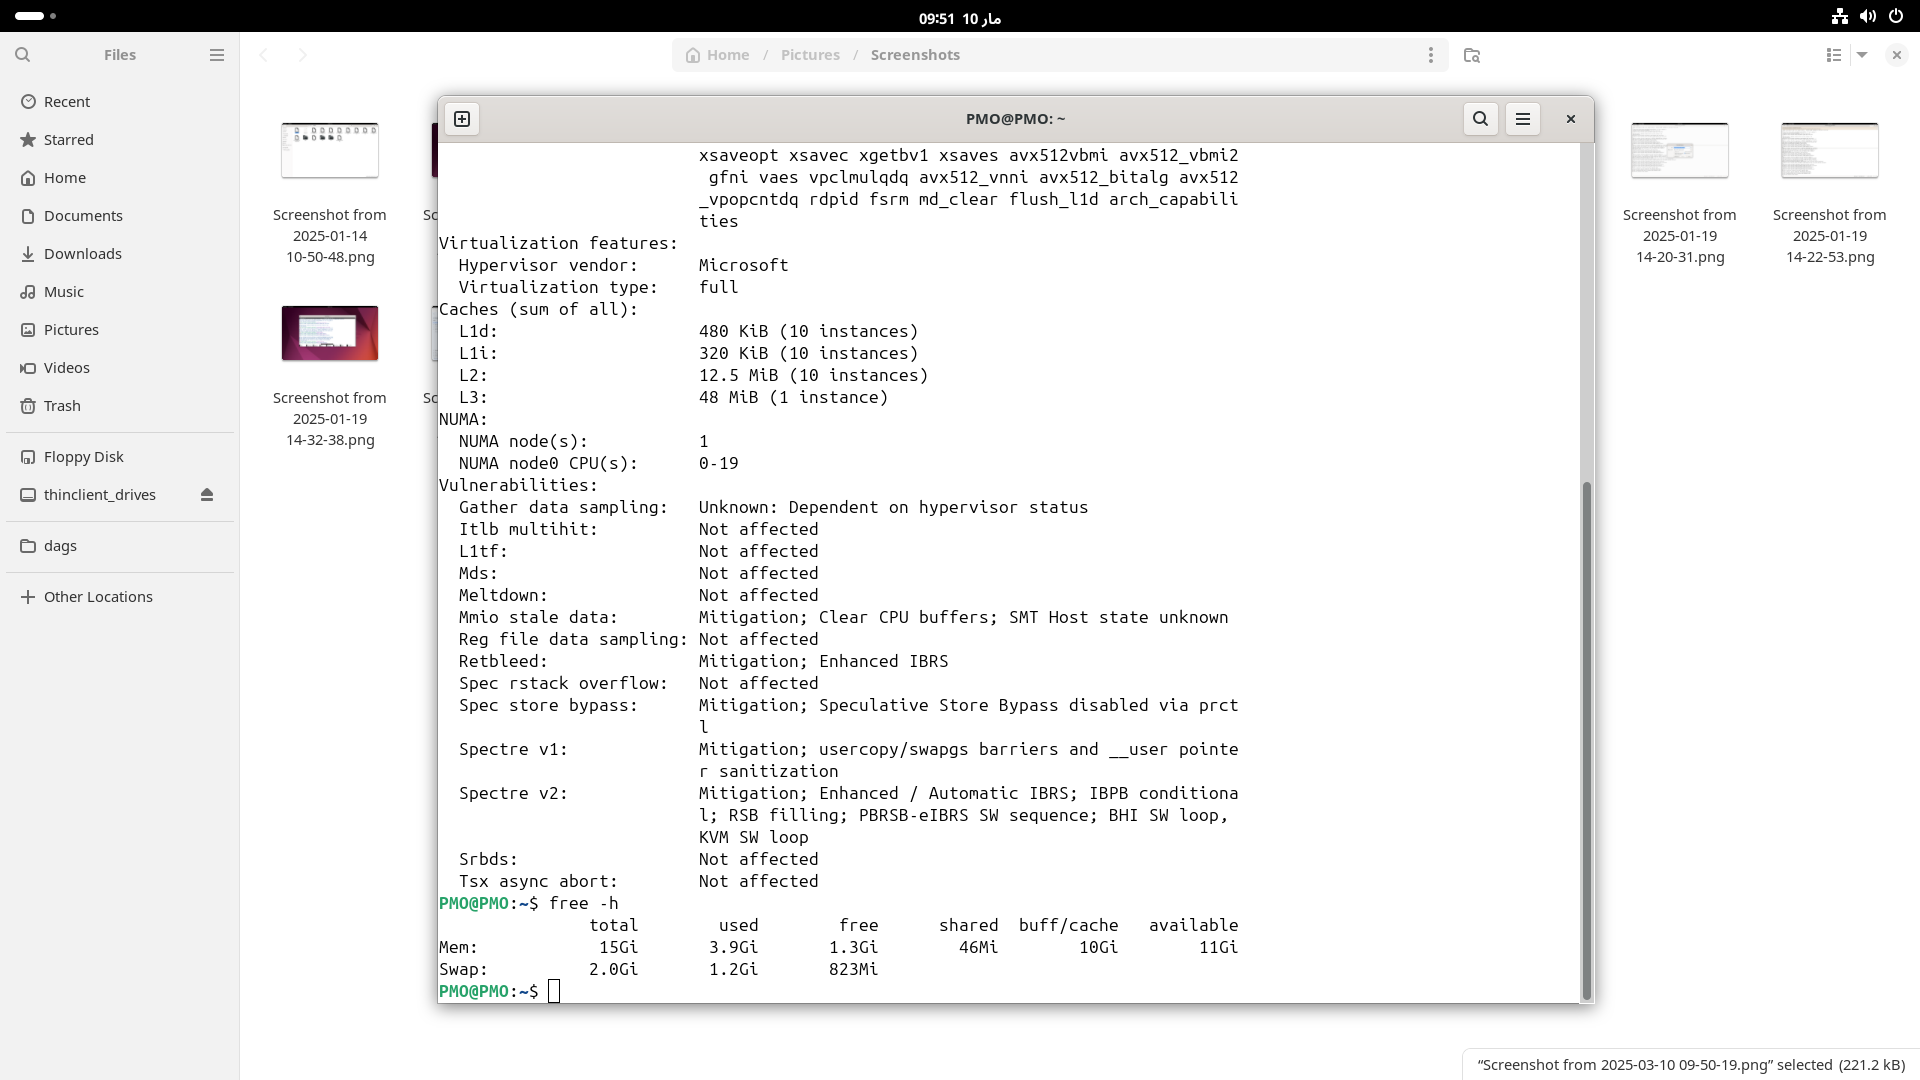 09:51 10 مار
Files
Home / Pictures / Screenshots
Recent
Starred
Home
Documents
Downloads
Music
Pictures
Videos
Trash
Floppy Disk
thinclient_drives
dags
Other Locations
Screenshot from
2025-01-14
10-50-48.png
Screenshot from
2025-01-19
14-32-38.png
Screenshot from
2025-01-19
14-20-31.png
Screenshot from
2025-01-19
14-22-53.png
PMO@PMO: ~
xsaveopt xsavec xgetbv1 xsaves avx512vbmi avx512_vbmi2
gfni vaes vpclmulqdq avx512_vnni avx512_bitalg avx512
_vpopcntdq rdpid fsrm md_clear flush_l1d arch_capabili
ties
Virtualization features:
Hypervisor vendor: Microsoft
Virtualization type: full
Caches (sum of all):
L1d: 480 KiB (10 instances)
L1i: 320 KiB (10 instances)
L2: 12.5 MiB (10 instances)
L3: 48 MiB (1 instance)
NUMA:
NUMA node(s): 1
NUMA node0 CPU(s): 0-19
Vulnerabilities:
Gather data sampling: Unknown: Dependent on hypervisor status
Itlb multihit: Not affected
L1tf: Not affected
Mds: Not affected
Meltdown: Not affected
Mmio stale data: Mitigation; Clear CPU buffers; SMT Host state unknown
Reg file data sampling: Not affected
Retbleed: Mitigation; Enhanced IBRS
Spec rstack overflow: Not affected
Spec store bypass: Mitigation; Speculative Store Bypass disabled via prct
l
Spectre v1: Mitigation; usercopy/swapgs barriers and __user pointe
r sanitization
Spectre v2: Mitigation; Enhanced / Automatic IBRS; IBPB conditiona
l; RSB filling; PBRSB-eIBRS SW sequence; BHI SW loop,
KVM SW loop
Srbds: Not affected
Tsx async abort: Not affected
PMO@PMO:~$ free -h
total used free shared buff/cache available
Mem: 15Gi 3.9Gi 1.3Gi 46Mi 10Gi 11Gi
Swap: 2.0Gi 1.2Gi 823Mi
PMO@PMO:~$
“Screenshot from 2025-03-10 09-50-19.png” selected (221.2 kB)